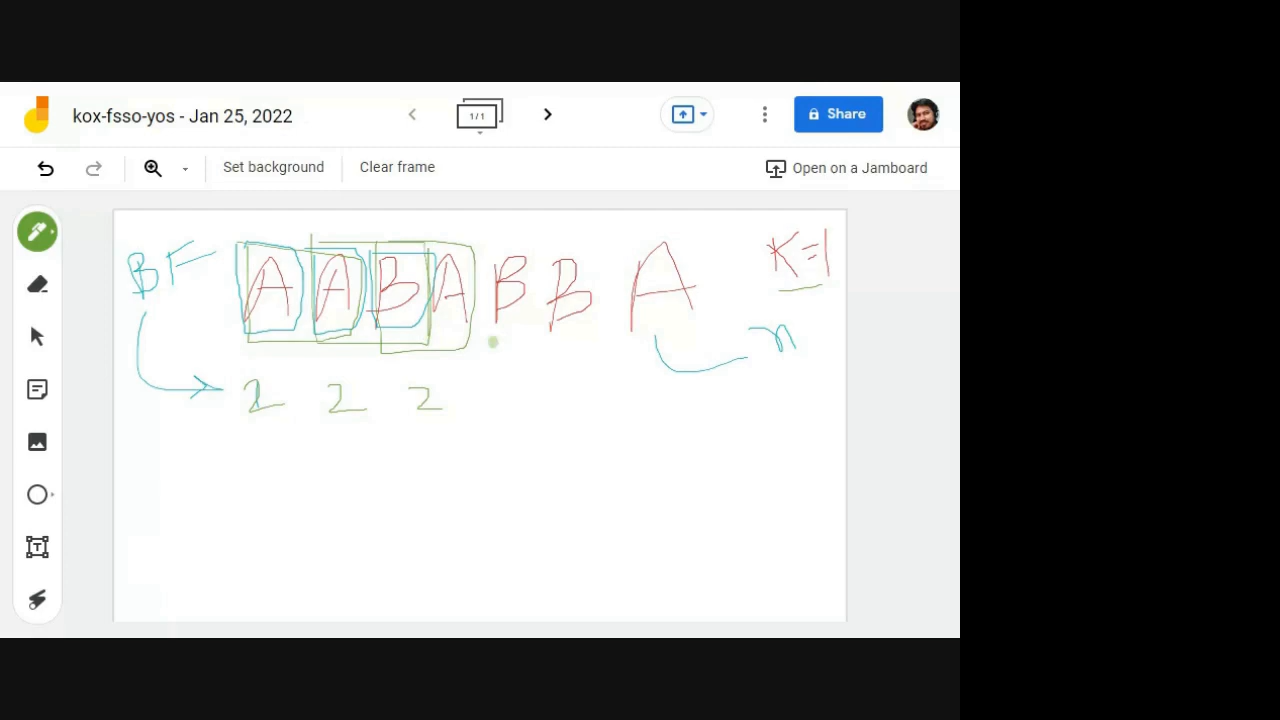 kox-fsso-yos - Jan 25, 2022
1/1
Share
Set background
Clear frame
Open on a Jamboard
BF
A A B A B B A
K=1
n
2 2 2